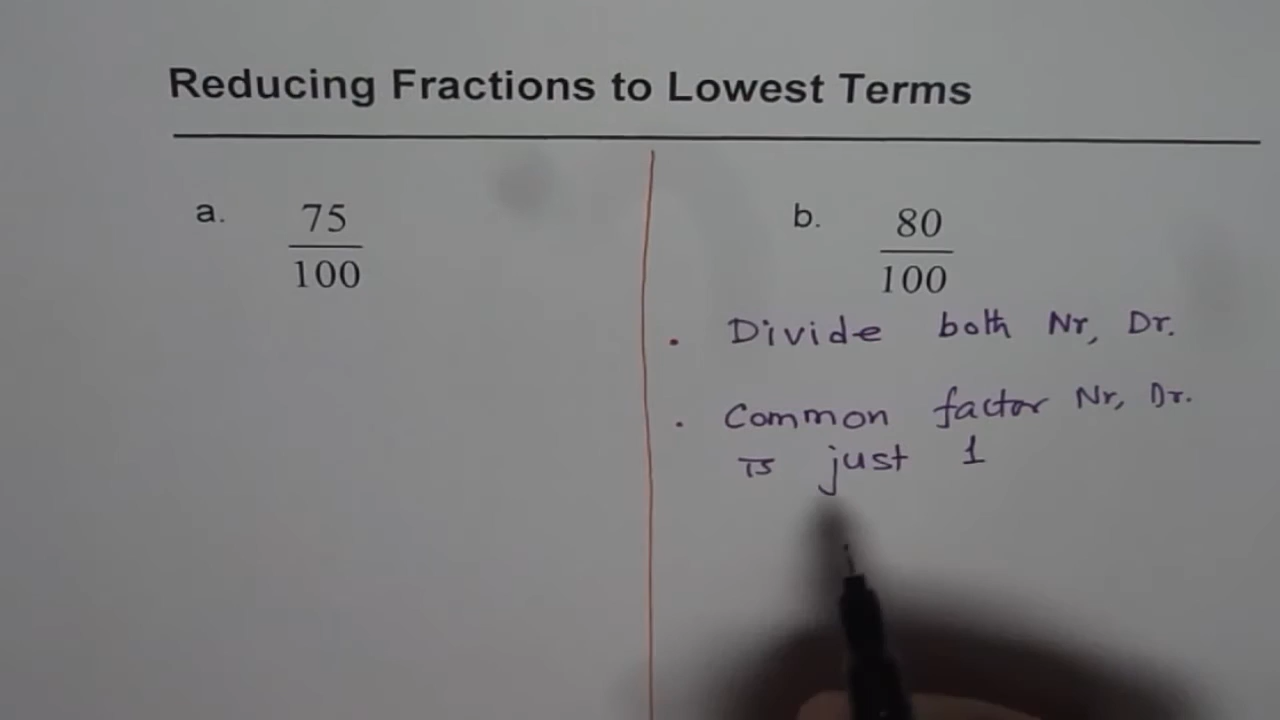 Reducing Fractions to Lowest Terms
a. 75/100
b. 80/100
. Divide both Nr, Dr.
. Common factor Nr, Dr.
is just 1